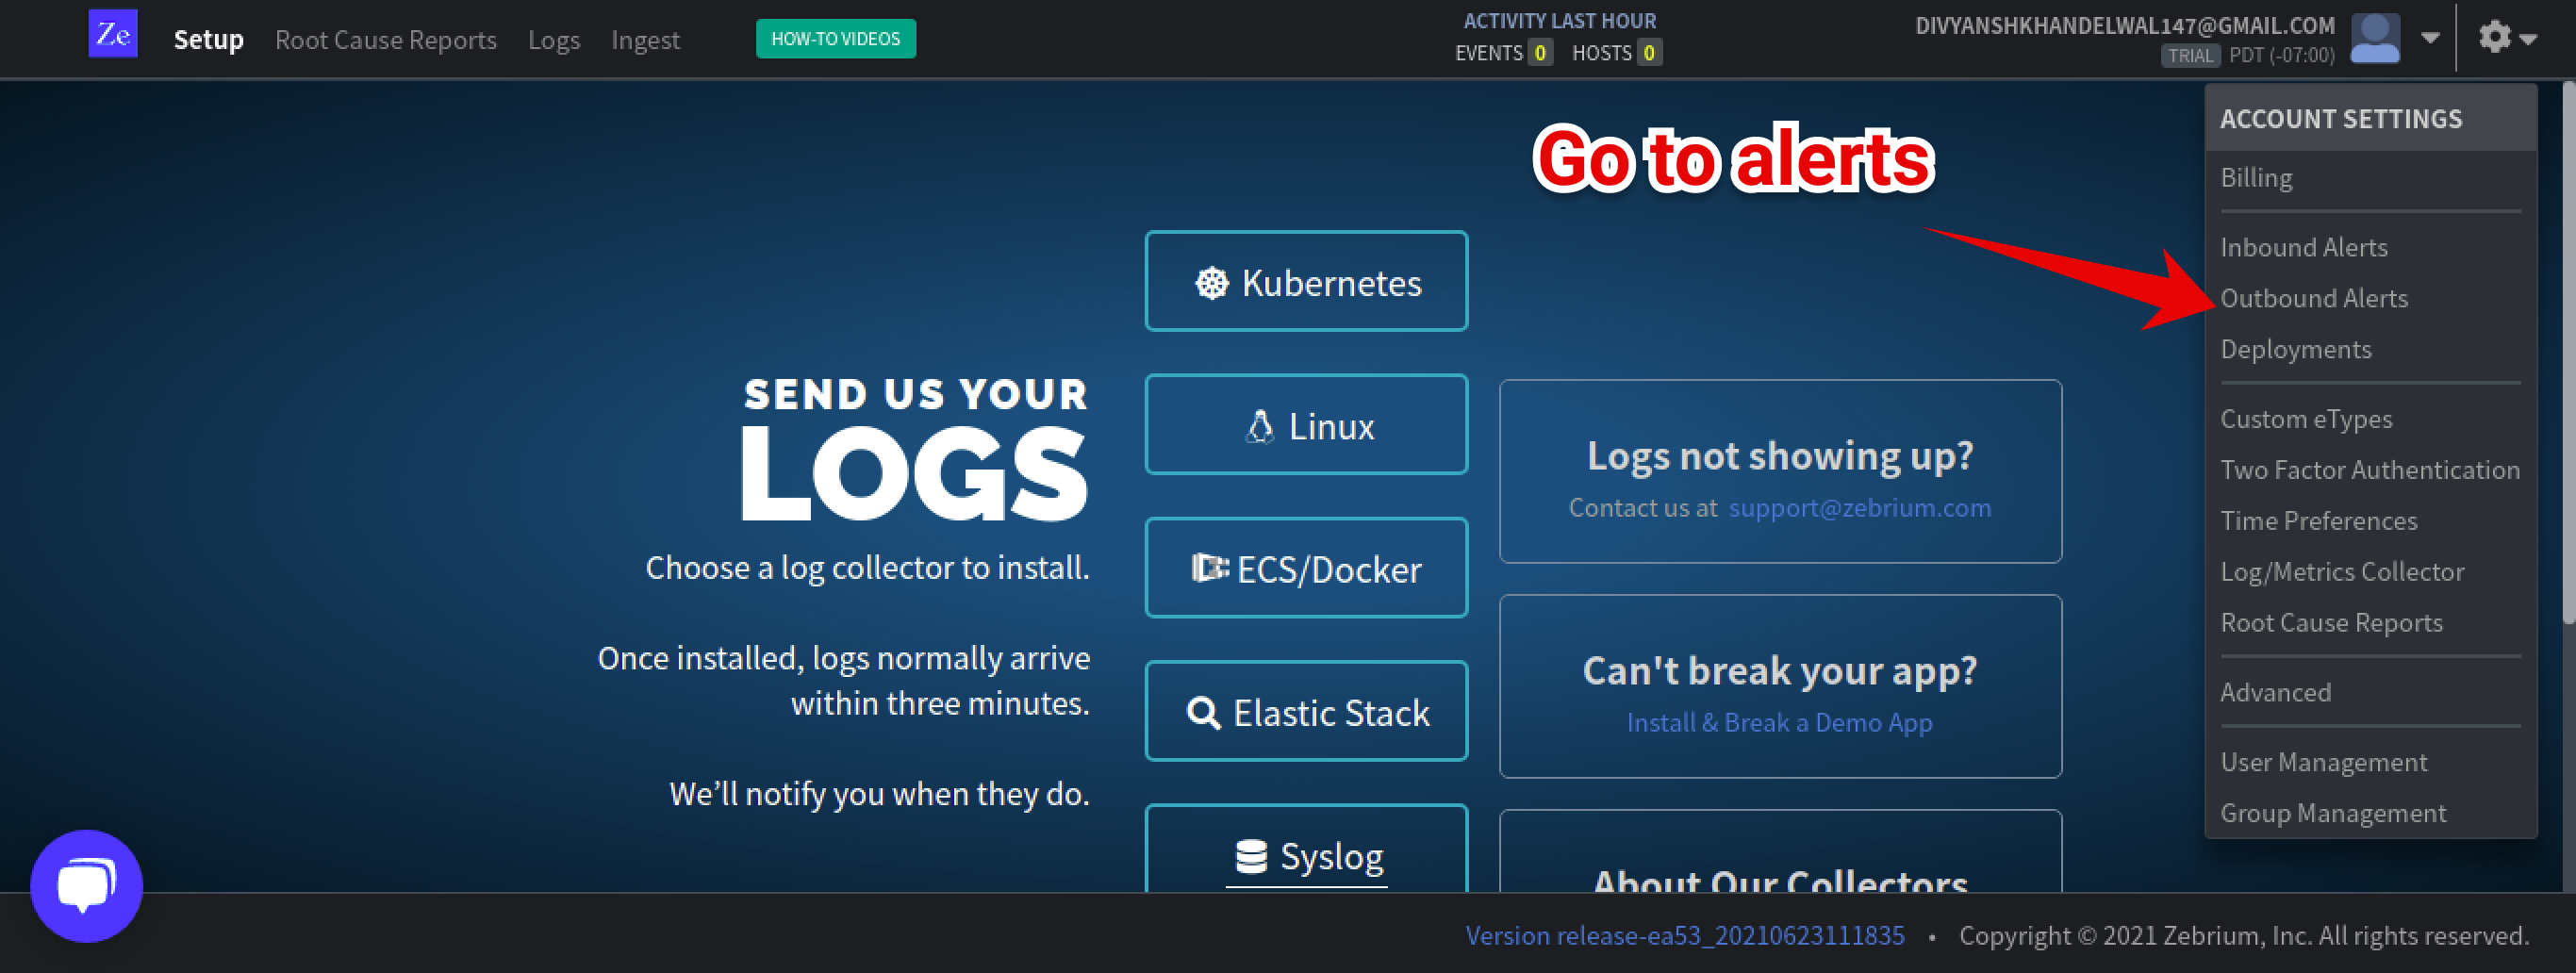 Ze
Setup
Root Cause Reports
Logs
Ingest
HOW-TO VIDEOS
ACTIVITY LAST HOUR
EVENTS 0 HOSTS 0
DIVYANSHKHANDELWAL147@GMAIL.COM
TRIAL PDT (-07:00)
Go to alerts
ACCOUNT SETTINGS
Billing
Inbound Alerts
Outbound Alerts
Deployments
Custom eTypes
Two Factor Authentication
Time Preferences
Log/Metrics Collector
Root Cause Reports
Advanced
User Management
Group Management
SEND US YOUR
LOGS
Choose a log collector to install.
Once installed, logs normally arrive
within three minutes.
We’ll notify you when they do.
Kubernetes
Linux
ECS/Docker
Elastic Stack
Syslog
Logs not showing up?
Contact us at support@zebrium.com
Can't break your app?
Install & Break a Demo App
About Our Collectors
Version release-ea53_20210623111835 • Copyright © 2021 Zebrium, Inc. All rights reserved.